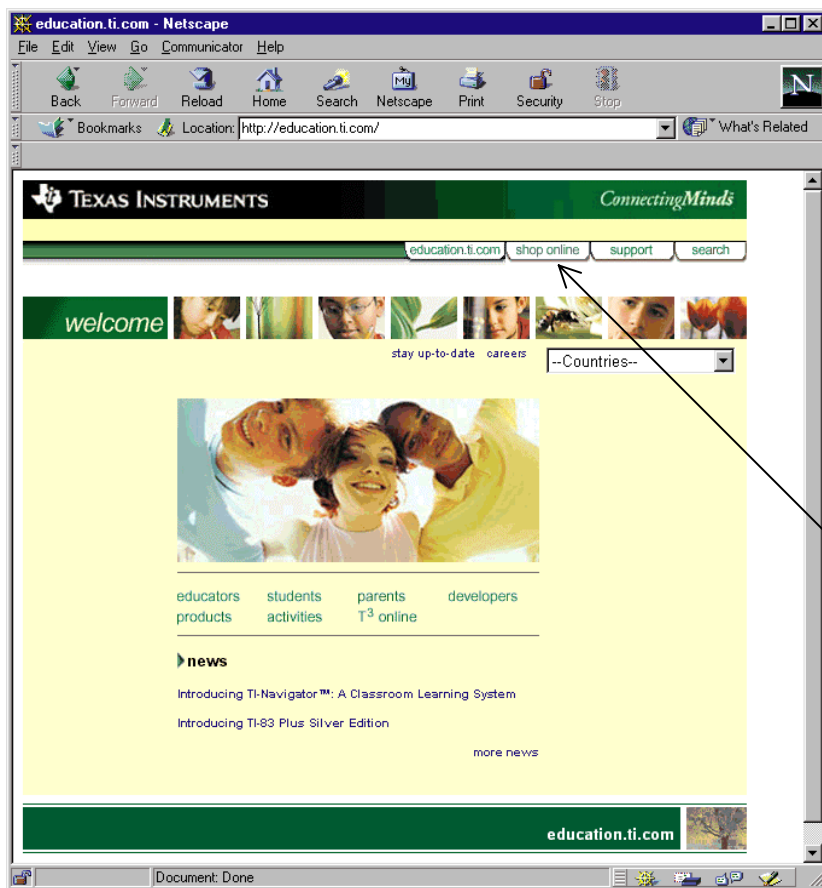 education.ti.com - Netscape
File Edit View Go Communicator Help
Back Forward Reload Home Search Netscape Print Security Stop
My
N
Bookmarks Location: http://education.ti.com/ What's Related
TEXAS INSTRUMENTS ConnectingMinds
education.ti.com shop online support search
welcome
stay up-to-date careers --Countries--
educators students parents developers
products activities T³ online
news
Introducing TI-Navigator™: A Classroom Learning System
Introducing TI-83 Plus Silver Edition
more news
education.ti.com
Document: Done